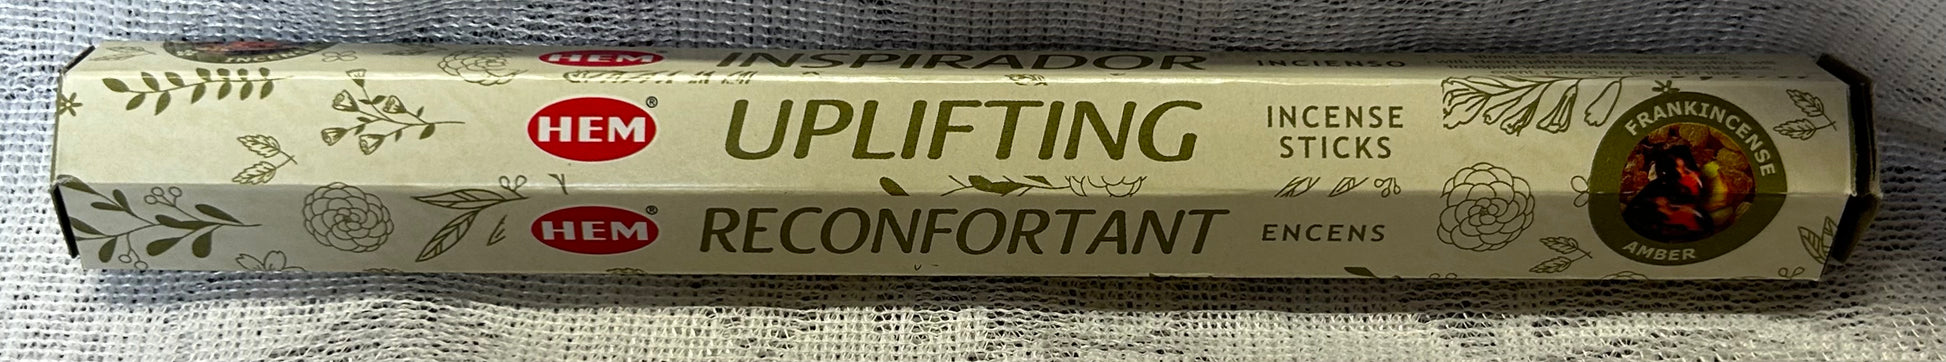 HEM INSPIRADOR INCIENSO
HEM® UPLIFTING INCENSE
STICKS
FRANKINCENSE
AMBER
HEM® RECONFORTANT ENCENS